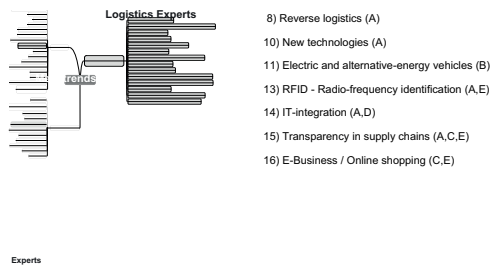 Logistics Experts
trends
8) Reverse logistics (A)
10) New technologies (A)
11) Electric and alternative-energy vehicles (B)
13) RFID - Radio-frequency identification (A,E)
14) IT-integration (A,D)
15) Transparency in supply chains (A,C,E)
16) E-Business / Online shopping (C,E)
Experts